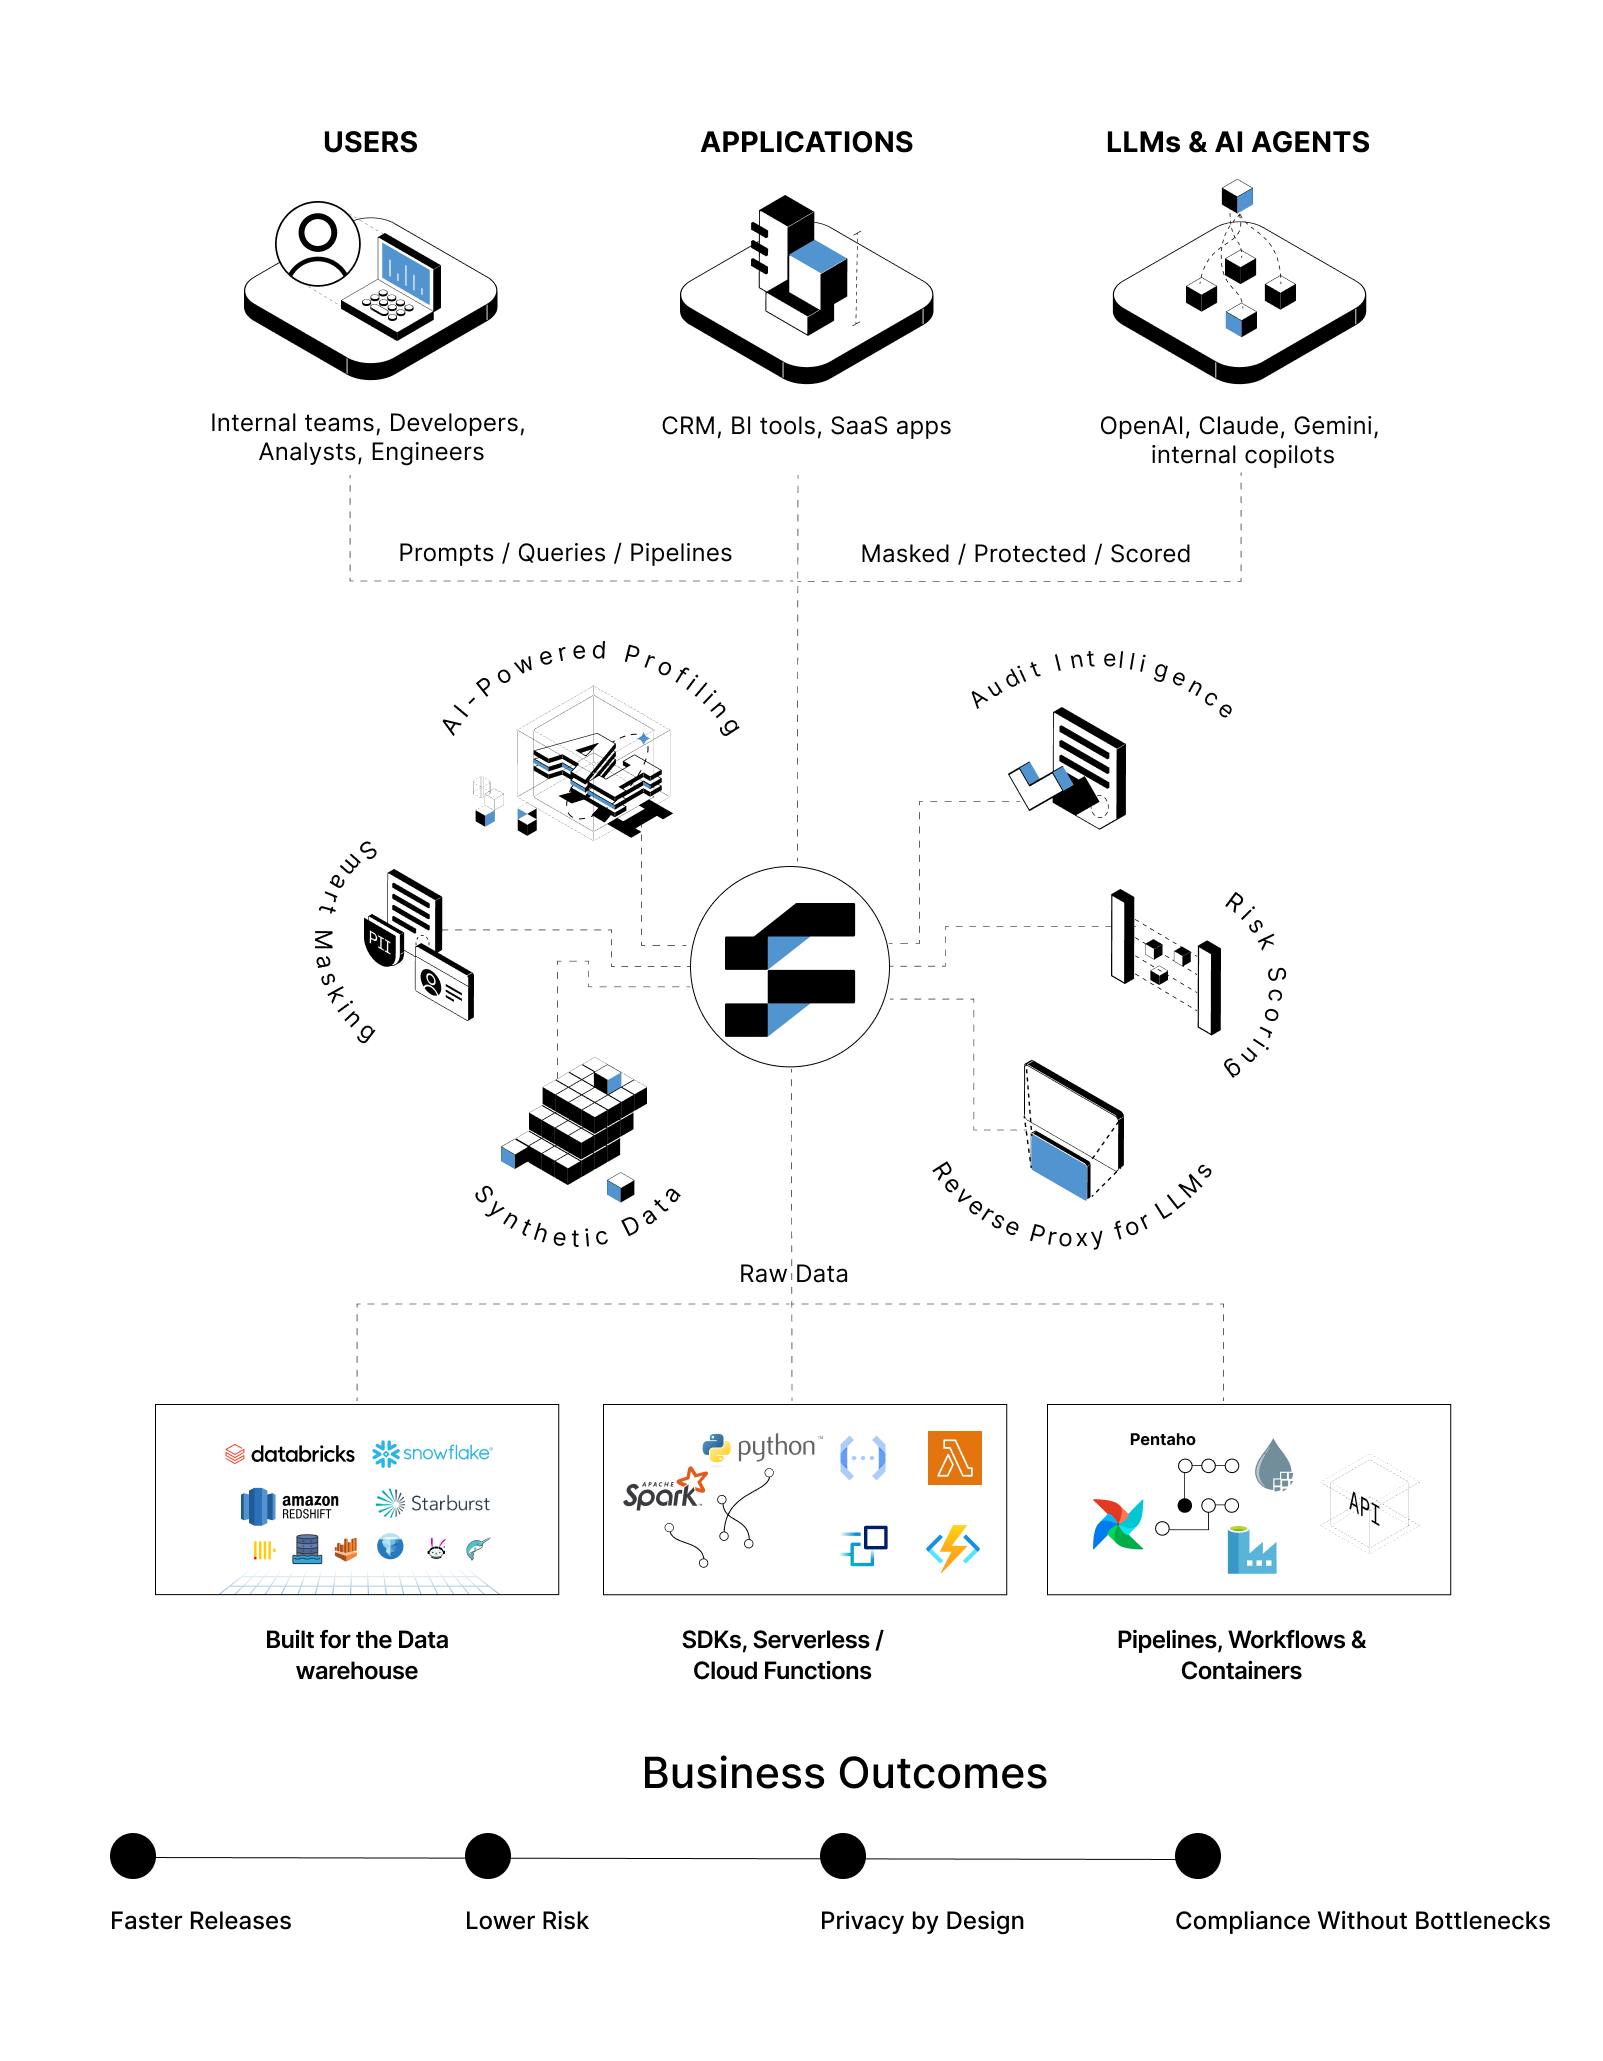 USERS
APPLICATIONS
LLMs & AI AGENTS
Internal teams, Developers,
Analysts, Engineers
CRM, BI tools, SaaS apps
OpenAI, Claude, Gemini,
internal copilots
Prompts / Queries / Pipelines
Masked / Protected / Scored
AI-Powered Profiling
Audit Intelligence
Smart Masking
PII
Risk Scoring
Synthetic Data
Reverse Proxy for LLMs
Raw Data
databricks
snowflake®
amazon
REDSHIFT
Starburst
python™
APACHE
Spark™
Pentaho
API
Built for the Data
warehouse
SDKs, Serverless /
Cloud Functions
Pipelines, Workflows &
Containers
Business Outcomes
Faster Releases
Lower Risk
Privacy by Design
Compliance Without Bottlenecks